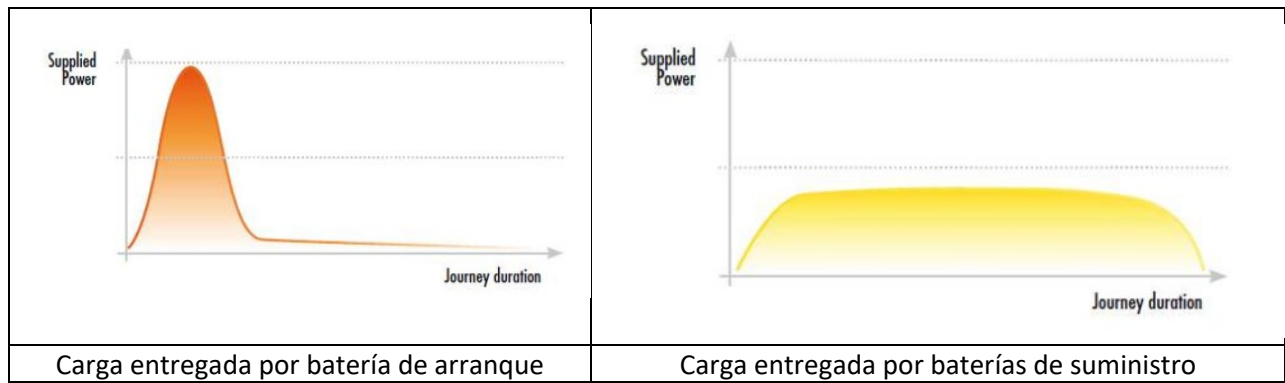 Supplied
Power
Journey duration
Supplied
Power
Journey duration
Carga entregada por batería de arranque
Carga entregada por baterías de suministro